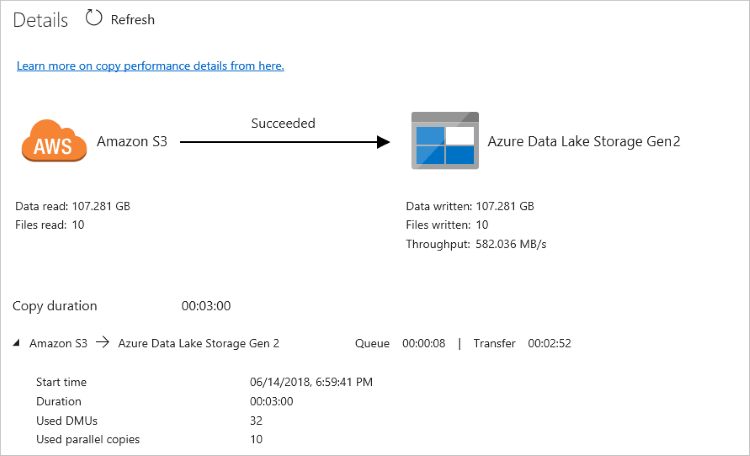 Details Refresh
Learn more on copy performance details from here.
Succeeded
AWS Amazon S3 Azure Data Lake Storage Gen2
Data read: 107.281 GB Data written: 107.281 GB
Files read: 10 Files written: 10
Throughput: 582.036 MB/s
Copy duration 00:03:00
Amazon S3 → Azure Data Lake Storage Gen 2 Queue 00:00:08 | Transfer 00:02:52
Start time 06/14/2018, 6:59:41 PM
Duration 00:03:00
Used DMUs 32
Used parallel copies 10